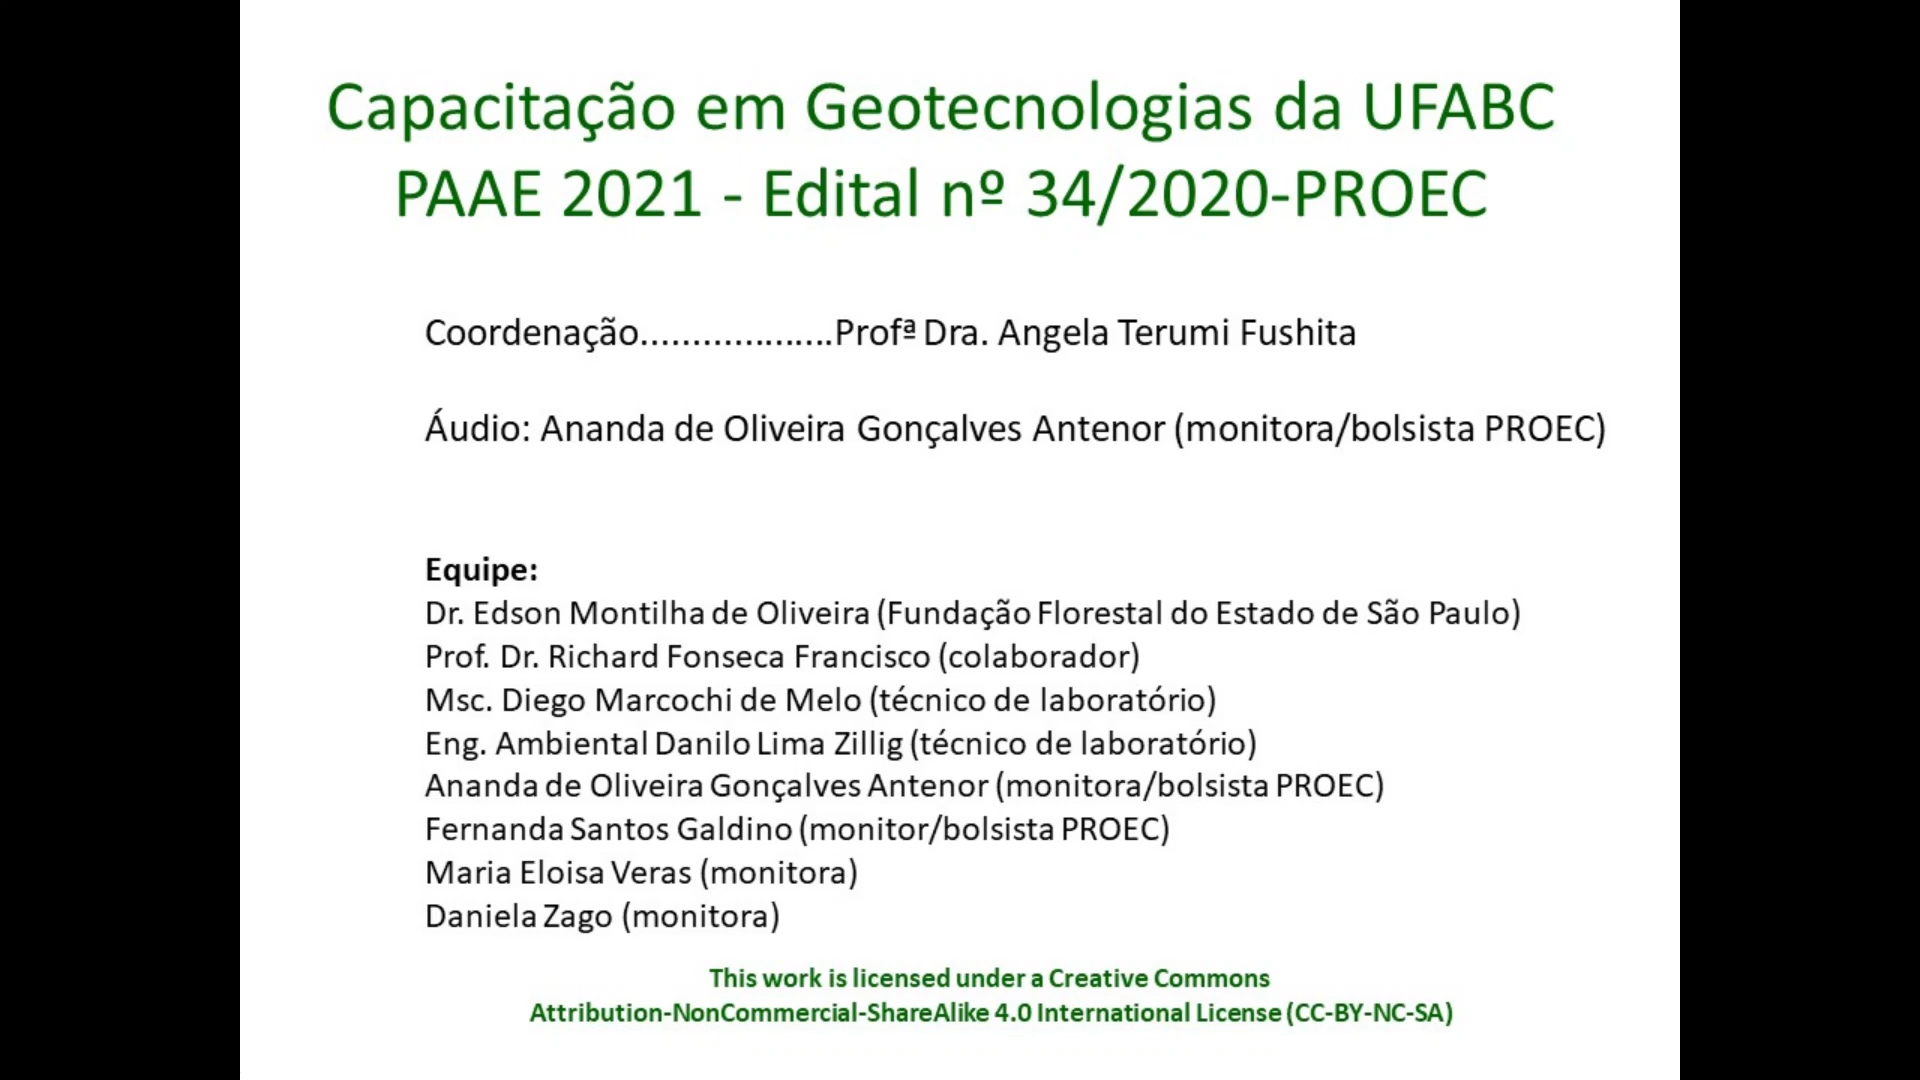 Capacitação em Geotecnologias da UFABC
PAAE 2021 - Edital nº 34/2020-PROEC
Coordenação...................Profª Dra. Angela Terumi Fushita
Áudio: Ananda de Oliveira Gonçalves Antenor (monitora/bolsista PROEC)
Equipe:
Dr. Edson Montilha de Oliveira (Fundação Florestal do Estado de São Paulo)
Prof. Dr. Richard Fonseca Francisco (colaborador)
Msc. Diego Marcochi de Melo (técnico de laboratório)
Eng. Ambiental Danilo Lima Zillig (técnico de laboratório)
Ananda de Oliveira Gonçalves Antenor (monitora/bolsista PROEC)
Fernanda Santos Galdino (monitor/bolsista PROEC)
Maria Eloisa Veras (monitora)
Daniela Zago (monitora)
This work is licensed under a Creative Commons
Attribution-NonCommercial-ShareAlike 4.0 International License (CC-BY-NC-SA)